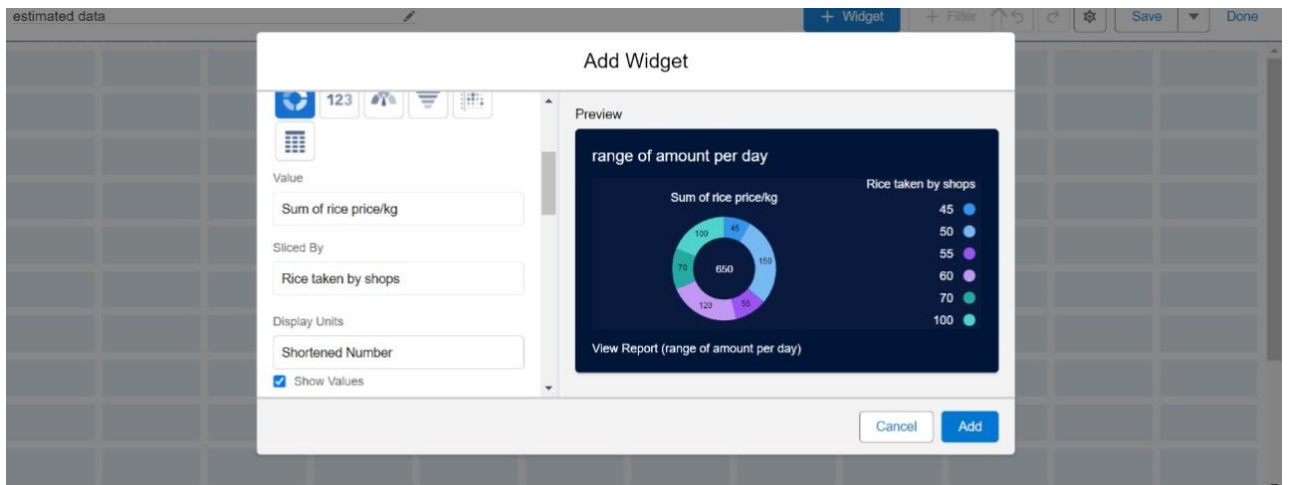 estimated data
+ Widget
+ Filter
Save
Done
Add Widget
123
Value
Sum of rice price/kg
Sliced By
Rice taken by shops
Display Units
Shortened Number
Show Values
Preview
range of amount per day
Sum of rice price/kg
100
45
70
650
150
120
55
Rice taken by shops
45
50
55
60
70
100
View Report (range of amount per day)
Cancel
Add